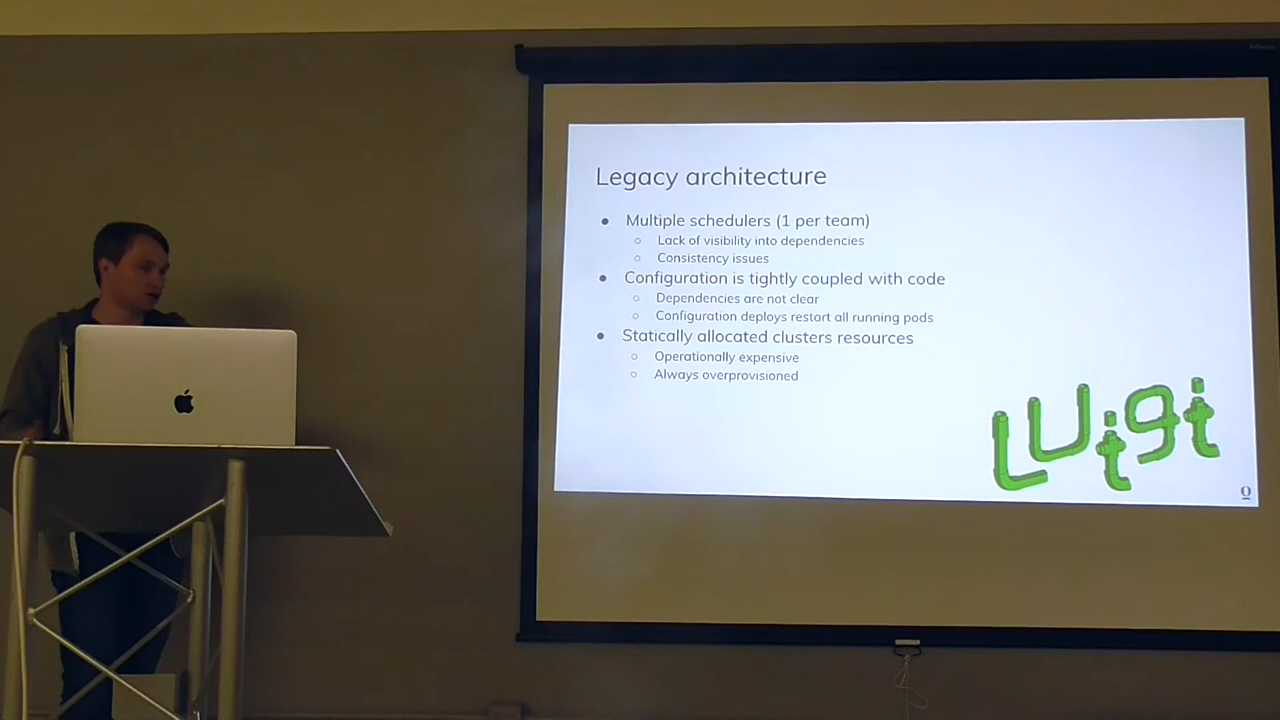 Legacy architecture
● Multiple schedulers (1 per team)
○ Lack of visibility into dependencies
○ Consistency issues
● Configuration is tightly coupled with code
○ Dependencies are not clear
○ Configuration deploys restart all running pods
● Statically allocated clusters resources
○ Operationally expensive
○ Always overprovisioned
Luigi